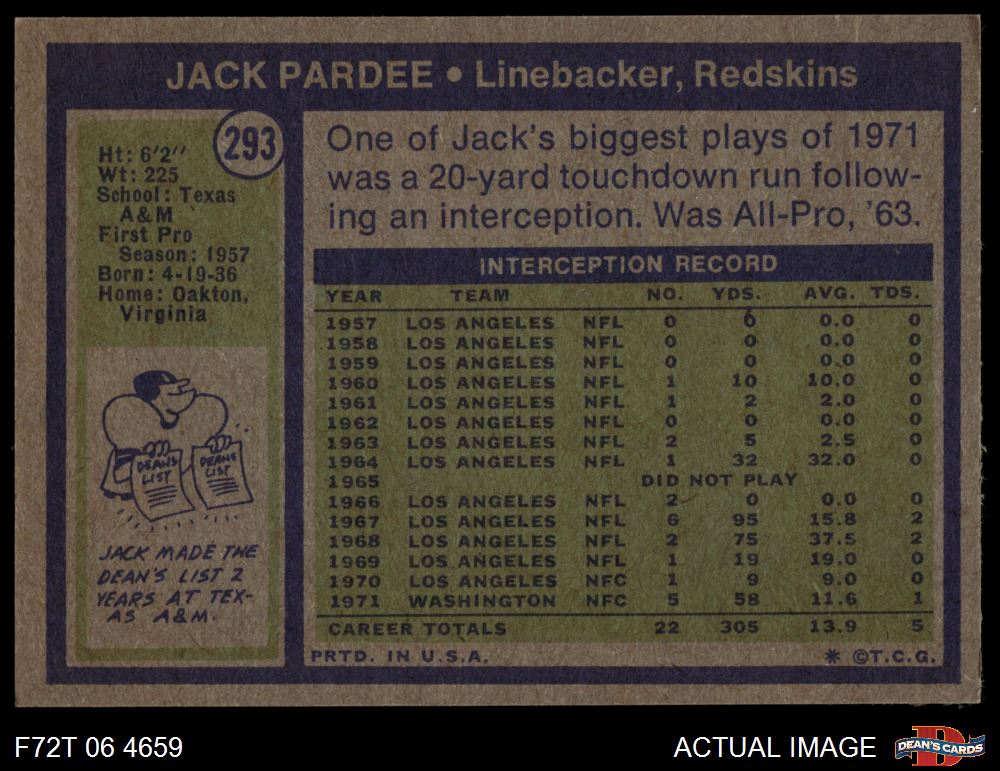 JACK PARDEE • Linebacker, Redskins
293
Ht: 6'2"
Wt: 225
School: Texas
A&M
First Pro
Season: 1957
Born: 4-19-36
Home: Oakton,
Virginia
DEAN'S
LIST
DEAN'S
LIST
JACK MADE THE
DEAN'S LIST 2
YEARS AT TEX-
AS A&M.
One of Jack's biggest plays of 1971
was a 20-yard touchdown run follow-
ing an interception. Was All-Pro, '63.
INTERCEPTION RECORD
YEAR TEAM NO. YDS. AVG. TDS.
1957 LOS ANGELES NFL 0 0 0.0 0
1958 LOS ANGELES NFL 0 0 0.0 0
1959 LOS ANGELES NFL 0 0 0.0 0
1960 LOS ANGELES NFL 1 10 10.0 0
1961 LOS ANGELES NFL 1 2 2.0 0
1962 LOS ANGELES NFL 0 0 0.0 0
1963 LOS ANGELES NFL 2 5 2.5 0
1964 LOS ANGELES NFL 1 32 32.0 0
1965 DID NOT PLAY
1966 LOS ANGELES NFL 2 0 0.0 0
1967 LOS ANGELES NFL 6 95 15.8 2
1968 LOS ANGELES NFL 2 75 37.5 2
1969 LOS ANGELES NFL 1 19 19.0 0
1970 LOS ANGELES NFC 1 9 9.0 0
1971 WASHINGTON NFC 5 58 11.6 1
CAREER TOTALS 22 305 13.9 5
PRTD. IN U.S.A. * ©T.C.G.
F72T 06 4659 ACTUAL IMAGE
D
DEAN'S CARDS